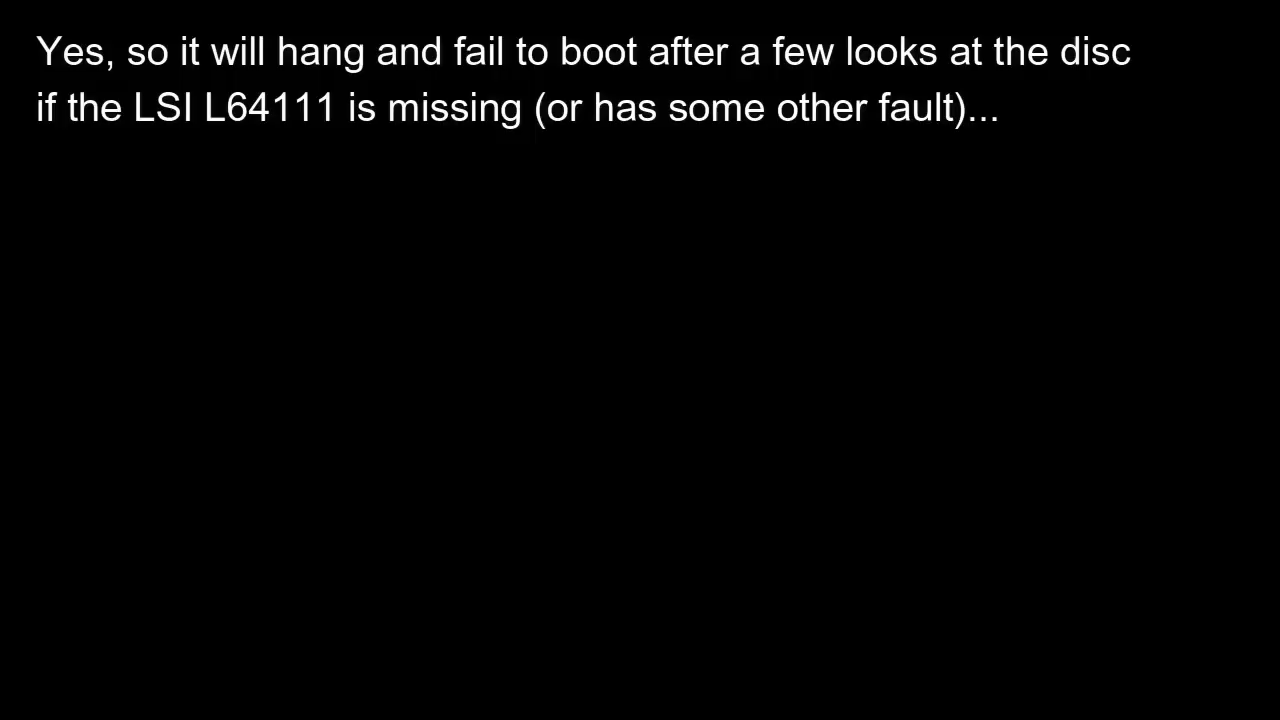 Yes, so it will hang and fail to boot after a few looks at the disc
if the LSI L64111 is missing (or has some other fault)...